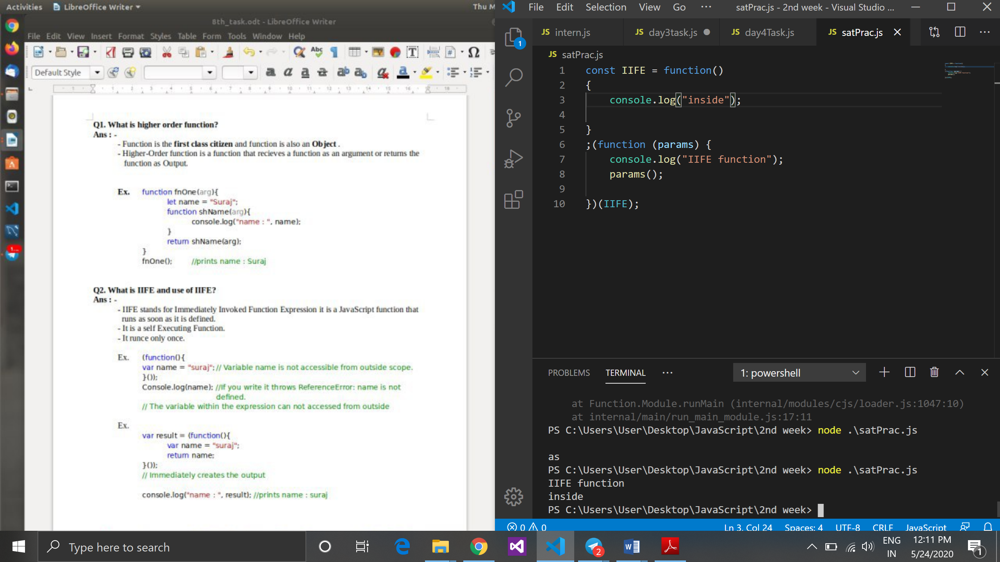 Activities
LibreOffice Writer
Thu M
8th_task.odt - LibreOffice Writer
File Edit View Insert Format Styles Table Form Tools Window Help
Default Style
Q1. What is higher order function?
Ans : -
- Function is the first class citizen and function is also an Object .
- Higher-Order function is a function that recieves a function as an argument or returns the
function as Output.
Ex. function fnOne(arg){
let name = "Suraj";
function shName(arg){
console.log("name : ", name);
}
return shName(arg);
}
fnOne(); //prints name : Suraj
Q2. What is IIFE and use of IIFE?
Ans : -
- IIFE stands for Immediately Invoked Function Expression it is a JavaScript function that
runs as soon as it is defined.
- It is a self Executing Function.
- It runce only once.
Ex. (function(){
var name = "suraj"; // Variable name is not accessible from outside scope.
}());
Console.log(name); //If you write it throws ReferenceError: name is not
defined.
// The variable within the expression can not accessed from outside
Ex.
var result = (function(){
var name = "suraj";
return name;
}());
// Immediately creates the output
console.log("name : ", result); //prints name : suraj
File Edit Selection View Go ···
satPrac.js - 2nd week - Visual Studio ...
JS intern.js
JS day3task.js
JS day4Task.js
JS satPrac.js
1
JS satPrac.js
1 const IIFE = function()
2 {
3 console.log("inside");
4
5 }
6 ;(function (params) {
7 console.log("IIFE function");
8 params();
9
10 })(IIFE);
PROBLEMS TERMINAL ···
1: powershell
at Function.Module.runMain (internal/modules/cjs/loader.js:1047:10)
at internal/main/run_main_module.js:17:11
PS C:\Users\User\Desktop\JavaScript\2nd week> node .\satPrac.js
as
PS C:\Users\User\Desktop\JavaScript\2nd week> node .\satPrac.js
IIFE function
inside
PS C:\Users\User\Desktop\JavaScript\2nd week>
0 0
Ln 3, Col 24 Spaces: 4 UTF-8 CRLF JavaScript
Type here to search
2
ENG
IN
12:11 PM
5/24/2020
1